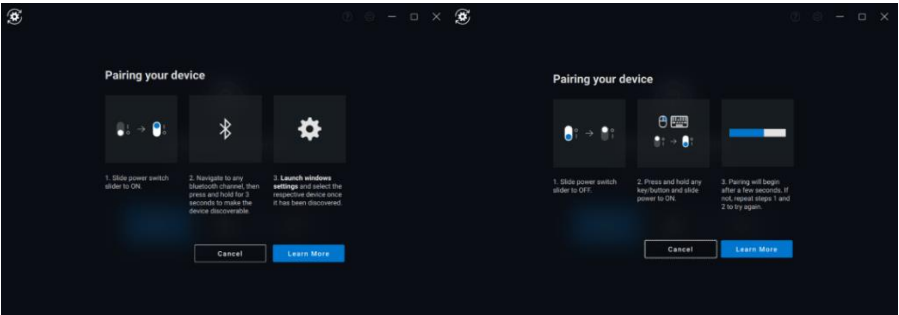 Pairing your device
1. Slide power switch
slider to ON.
2. Navigate to any
bluetooth channel, then
press and hold for 3
seconds to make the
device discoverable.
3. Launch windows
settings and select the
respective device once
it has been discovered.
Cancel
Learn More
Pairing your device
1. Slide power switch
slider to OFF.
2. Press and hold any
key/button and slide
power to ON.
3. Pairing will begin
after a few seconds. If
not, repeat steps 1 and
2 to try again.
Cancel
Learn More